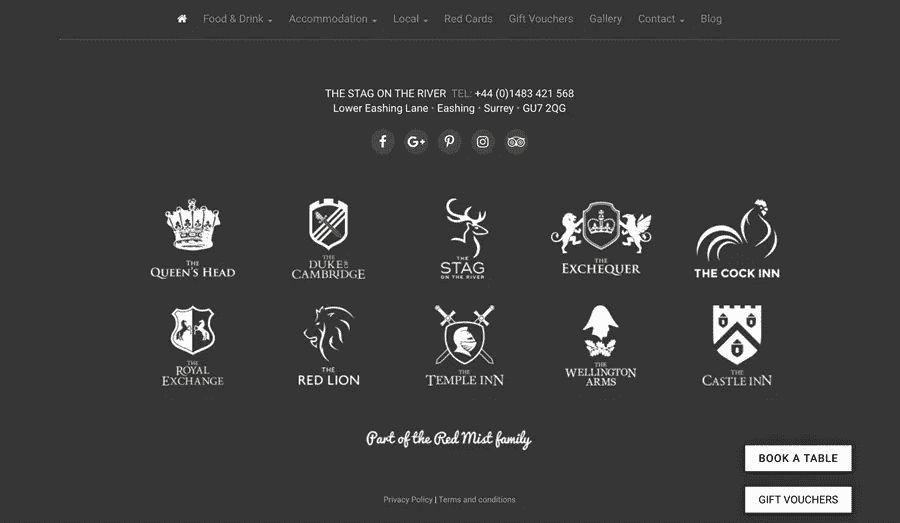 Food & Drink Accommodation Local Red Cards Gift Vouchers Gallery Contact Blog
THE STAG ON THE RIVER TEL: +44 (0)1483 421 568
Lower Eashing Lane · Eashing · Surrey · GU7 2QG
G+
THE
QUEEN'S HEAD
THE
DUKE OF
CAMBRIDGE
THE
STAG
ON THE RIVER
THE
EXCHEQUER
THE COCK INN
THE
ROYAL
EXCHANGE
THE
RED LION
THE
TEMPLE INN
THE
WELLINGTON
ARMS
THE
CASTLE INN
Part of the Red Mist family
BOOK A TABLE
Privacy Policy | Terms and conditions
GIFT VOUCHERS